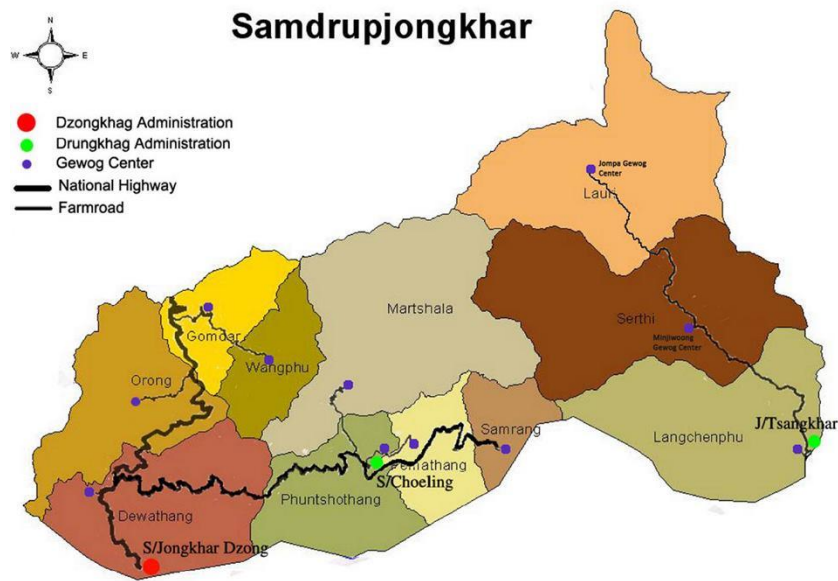 Samdrupjongkhar
N
W
E
S
Dzongkhag Administration
Drungkhag Administration
Gewog Center
National Highway
Farmroad
Jompa Gewog
Center
Lauri
Martshala
Serthi
Gomdar
Minjiwoong
Gewog Center
Wangphu
Orong
J/Tsangkhar
Samrang
Langchenphu
Pemathang
S/Choeling
Phuntshothang
Dewathang
S/Jongkhar Dzong